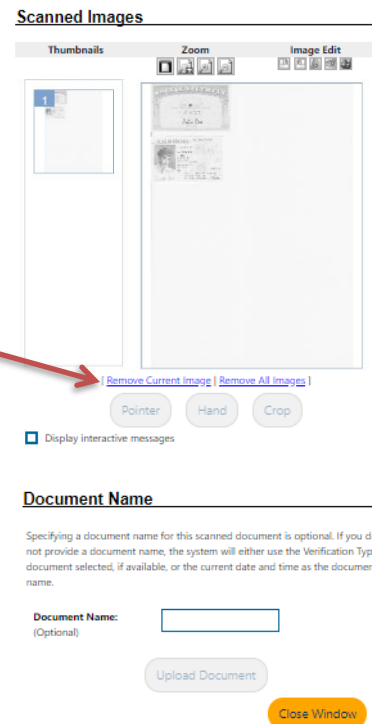 Scanned Images
Thumbnails Zoom Image Edit
1
[ Remove Current Image | Remove All Images ]
Pointer Hand Crop
Display interactive messages
Document Name
Specifying a document name for this scanned document is optional. If you d
not provide a document name, the system will either use the Verification Typ
document selected, if available, or the current date and time as the documen
name.
Document Name:
(Optional)
Upload Document
Close Window